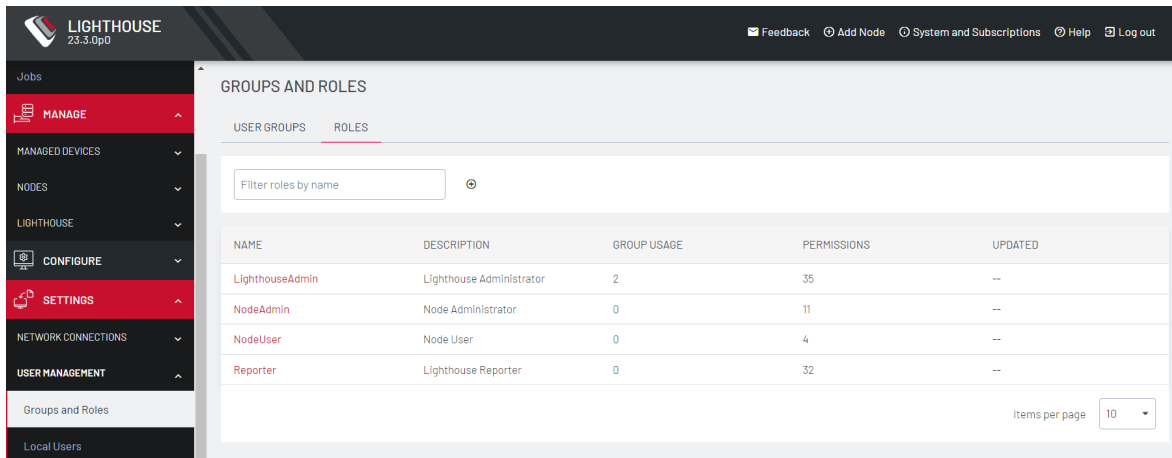 LIGHTHOUSE
23.3.0p0
Feedback Add Node System and Subscriptions Help Log out
Jobs
MANAGE
MANAGED DEVICES
NODES
LIGHTHOUSE
CONFIGURE
SETTINGS
NETWORK CONNECTIONS
USER MANAGEMENT
Groups and Roles
Local Users
GROUPS AND ROLES
USER GROUPS ROLES
Filter roles by name
NAME DESCRIPTION GROUP USAGE PERMISSIONS UPDATED
LighthouseAdmin Lighthouse Administrator 2 35 --
NodeAdmin Node Administrator 0 11 --
NodeUser Node User 0 4 --
Reporter Lighthouse Reporter 0 32 --
Items per page 10